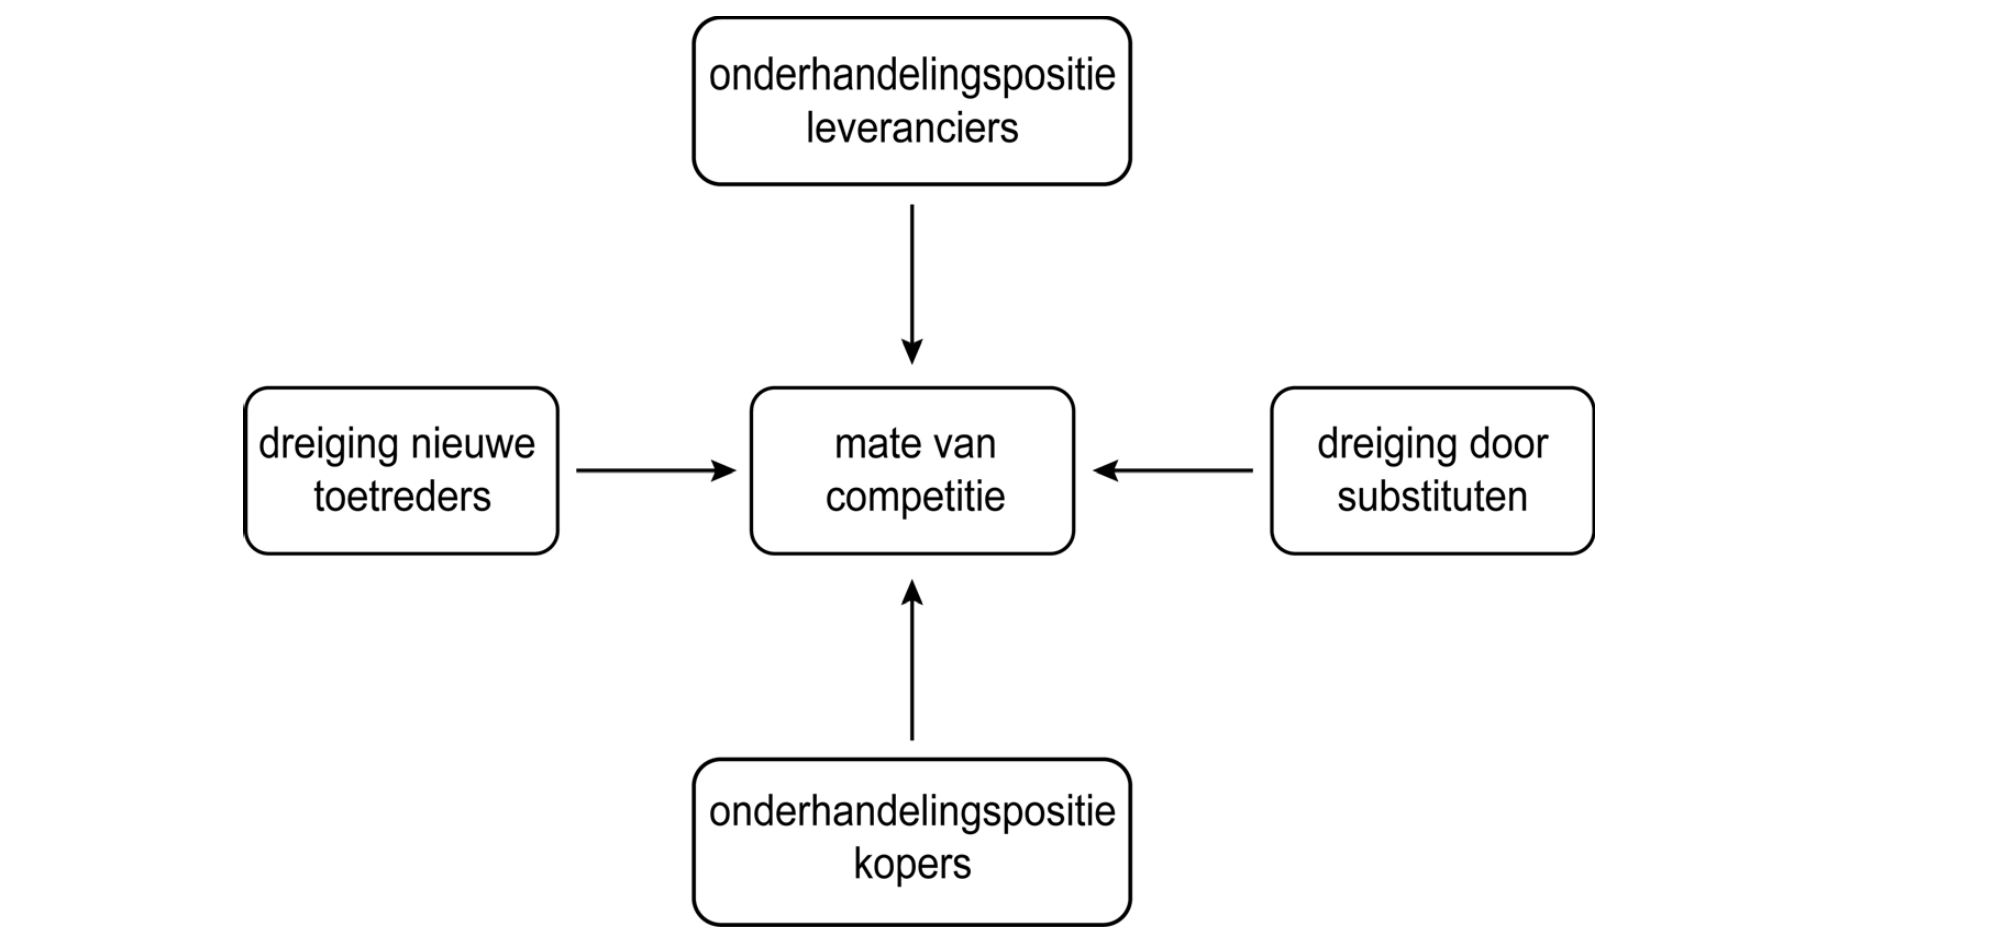 onderhandelingspositie
leveranciers
dreiging nieuwe
toetreders
mate van
competitie
dreiging door
substituten
onderhandelingspositie
kopers